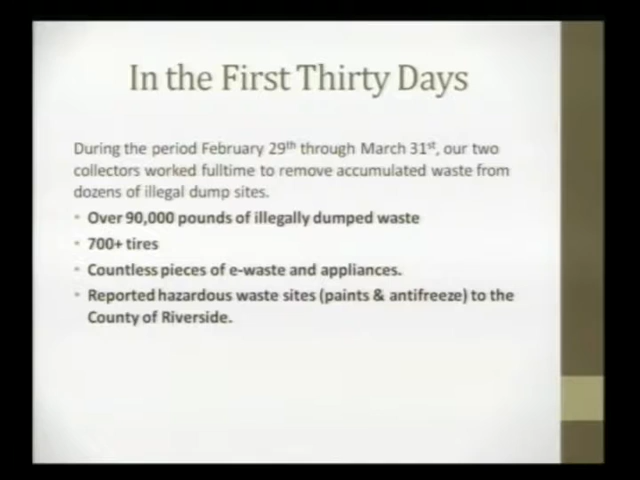 In the First Thirty Days
During the period February 29th through March 31st, our two
collectors worked fulltime to remove accumulated waste from
dozens of illegal dump sites.
• Over 90,000 pounds of illegally dumped waste
• 700+ tires
• Countless pieces of e-waste and appliances.
• Reported hazardous waste sites (paints & antifreeze) to the
County of Riverside.